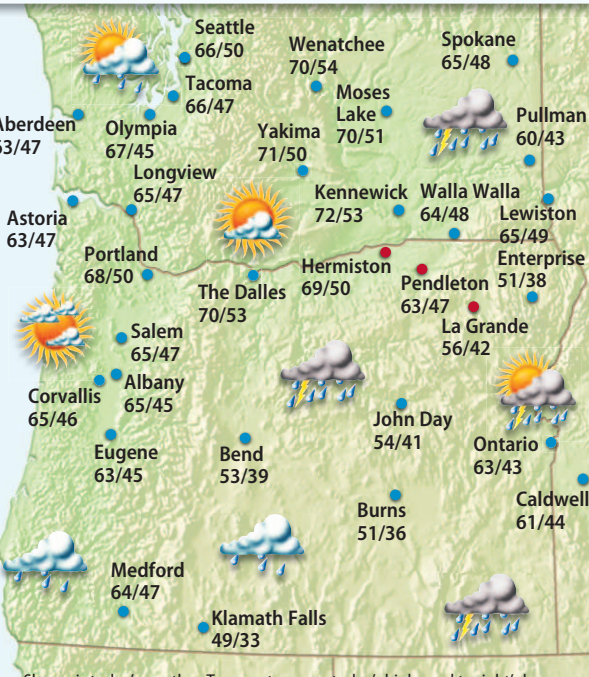 Seattle
66/50
Wenatchee
70/54
Spokane
65/48
Tacoma
66/47
Moses
Lake
70/51
Aberdeen
63/47
Olympia
67/45
Yakima
71/50
Pullman
60/43
Longview
65/47
Kennewick
72/53
Walla Walla
64/48
Lewiston
65/49
Astoria
63/47
Portland
68/50
The Dalles
70/53
Hermiston
69/50
Pendleton
63/47
Enterprise
51/38
La Grande
56/42
Salem
65/47
Albany
65/45
Corvallis
65/46
Eugene
63/45
Bend
53/39
John Day
54/41
Ontario
63/43
Caldwell
61/44
Burns
51/36
Medford
64/47
Klamath Falls
49/33